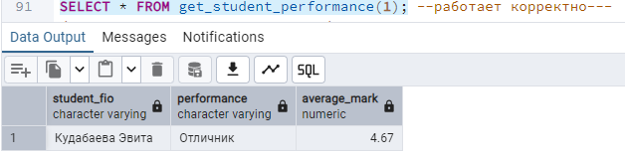 91 SELECT * FROM get_student_performance(1); --работает корректно---
Data Output Messages Notifications
SQL
student_fio performance average_mark
character varying character varying numeric
1 Кудабаева Эвита Отличник 4.67